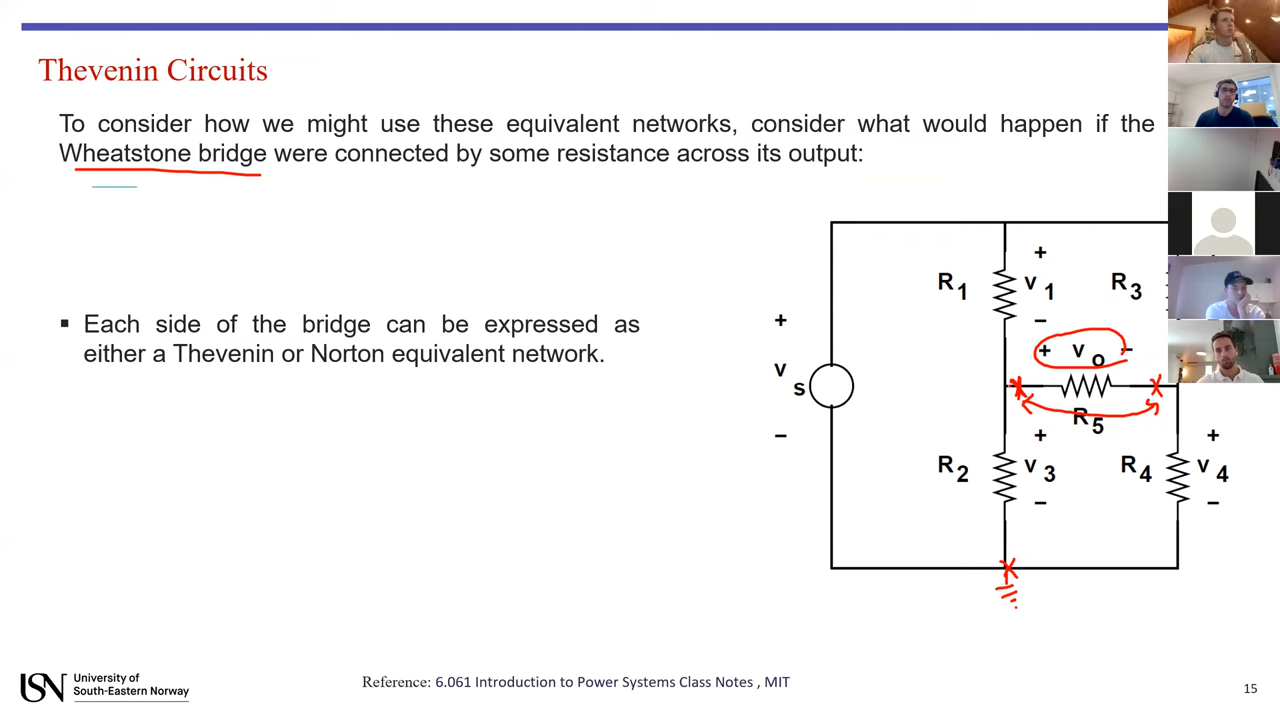 Thevenin Circuits
To consider how we might use these equivalent networks, consider what would happen if the
Wheatstone bridge were connected by some resistance across its output:
▪ Each side of the bridge can be expressed as
either a Thevenin or Norton equivalent network.
+
R1
v1
R3
−
+
vs
−
+ vo −
R5
+
R2
v3
−
R4
+
v4
−
USN University of
South-Eastern Norway
Reference: 6.061 Introduction to Power Systems Class Notes , MIT
15